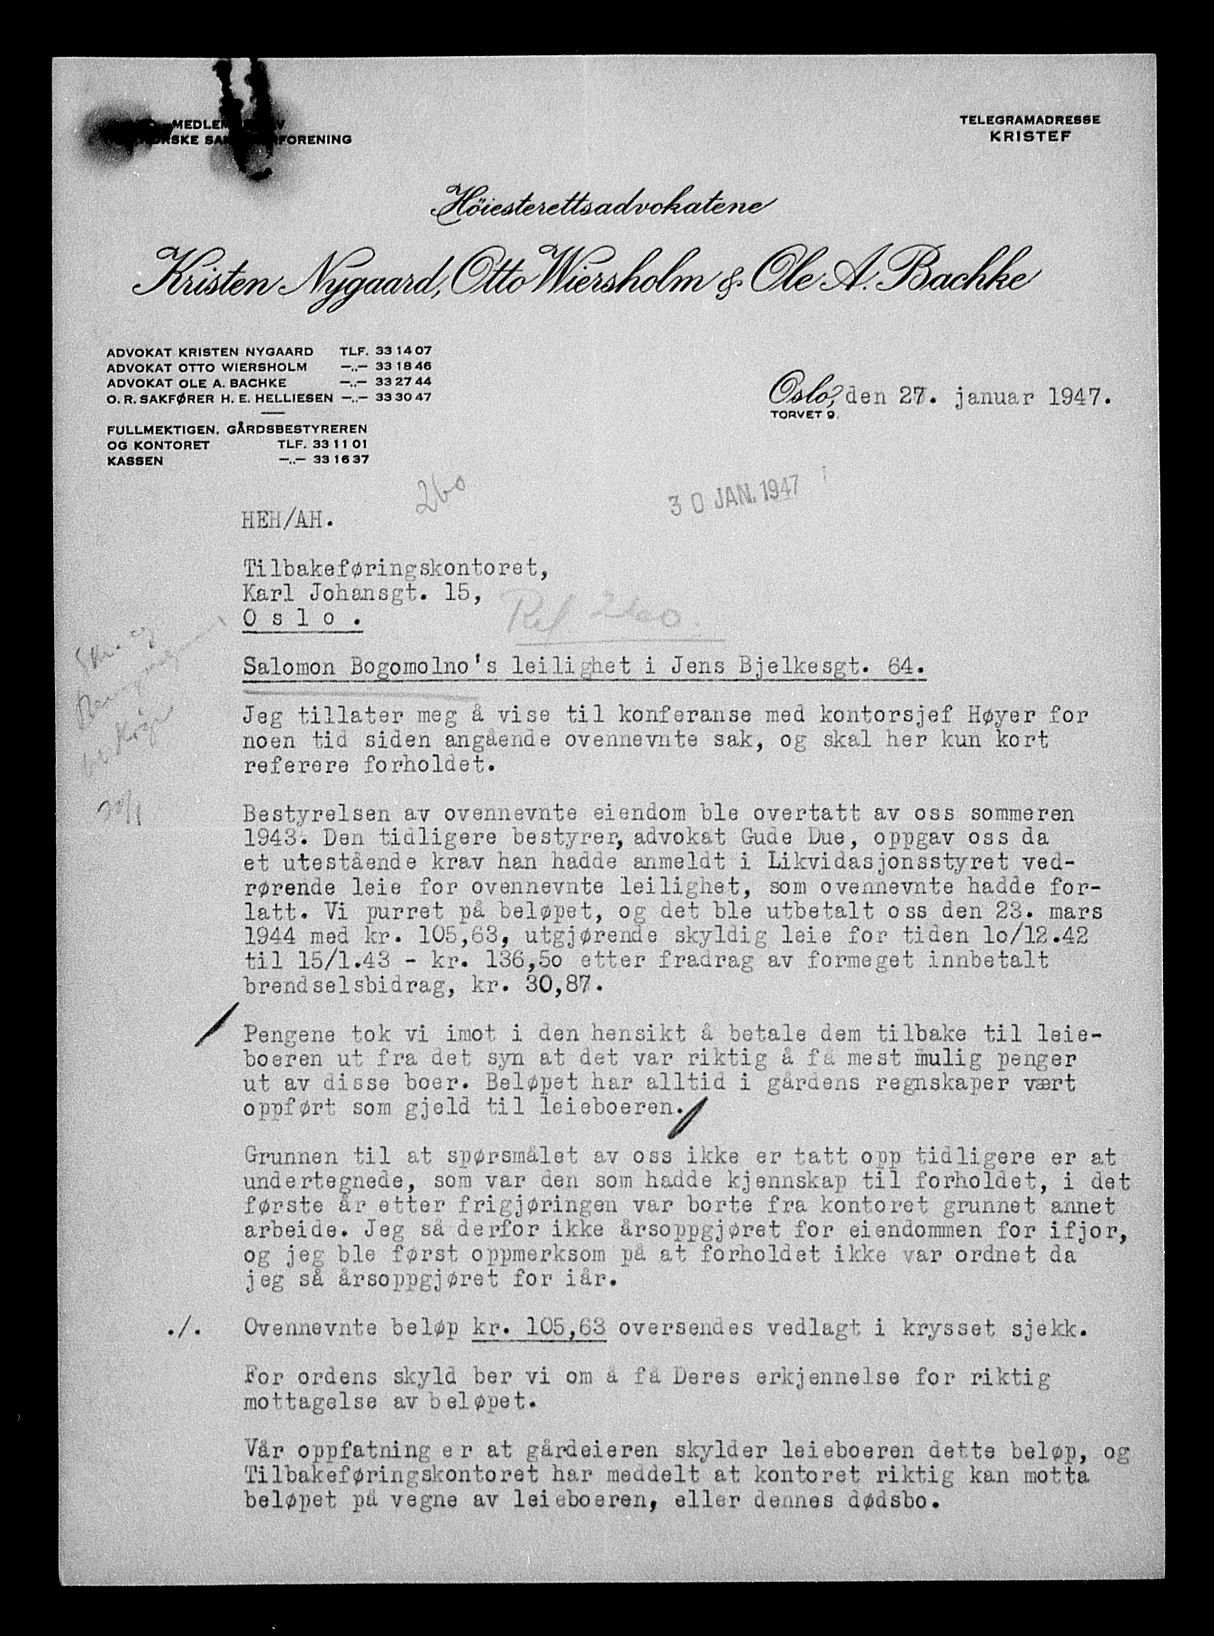 MEDLEM
NORSKE SAKFØRERFORENING
TELEGRAMADRESSE
KRISTEF
Höiesterettsadvokatene
Kristen Nygaard, Otto Wiersholm & Ole A. Bachke
ADVOKAT KRISTEN NYGAARD TLF. 33 14 07
ADVOKAT OTTO WIERSHOLM —„— 33 18 46
ADVOKAT OLE A. BACHKE —„— 33 27 44
O. R. SAKFØRER H. E. HELLIESEN —„— 33 30 47
FULLMEKTIGEN, GÅRDSBESTYREREN
OG KONTORET TLF. 33 11 01
KASSEN —„— 33 16 37
Oslo, den 27. januar 1947.
TORVET 9.
260
30 JAN. 1947
HEH/AH.
Tilbakeføringskontoret,
Karl Johansgt. 15,
O s l o .
Ref 260.
Salomon Bogomolno's leilighet i Jens Bjelkesgt. 64.
Jeg tillater meg å vise til konferanse med kontorsjef Høyer for
noen tid siden angående ovennevnte sak, og skal her kun kort
referere forholdet.
30/1
Bestyrelsen av ovennevnte eiendom ble overtatt av oss sommeren
1943. Den tidligere bestyrer, advokat Gude Due, oppgav oss da
et utestående krav han hadde anmeldt i Likvidasjonsstyret ved-
rørende leie for ovennevnte leilighet, som ovennevnte hadde for-
latt. Vi purret på beløpet, og det ble utbetalt oss den 23. mars
1944 med kr. 105,63, utgjørende skyldig leie for tiden 1o/12.42
til 15/1.43 - kr. 136,5o etter fradrag av formeget innbetalt
brendselsbidrag, kr. 30,87.
Pengene tok vi imot i den hensikt å betale dem tilbake til leie-
boeren ut fra det syn at det var riktig å få mest mulig penger
ut av disse boer. Beløpet har alltid i gårdens regnskaper vært
oppført som gjeld til leieboeren.
Grunnen til at spørsmålet av oss ikke er tatt opp tidligere er at
undertegnede, som var den som hadde kjennskap til forholdet, i det
første år etter frigjøringen var borte fra kontoret grunnet annet
arbeide. Jeg så derfor ikke årsoppgjøret for eiendommen for ifjor,
og jeg ble først oppmerksom på at forholdet ikke var ordnet da
jeg så årsoppgjøret for iår.
./. Ovennevnte beløp kr. 105,63 oversendes vedlagt i krysset sjekk.
For ordens skyld ber vi om å få Deres erkjennelse for riktig
mottagelse av beløpet.
Vår oppfatning er at gårdeieren skylder leieboeren dette beløp, og
Tilbakeføringskontoret har meddelt at kontoret riktig kan motta
beløpet på vegne av leieboeren, eller dennes dødsbo.